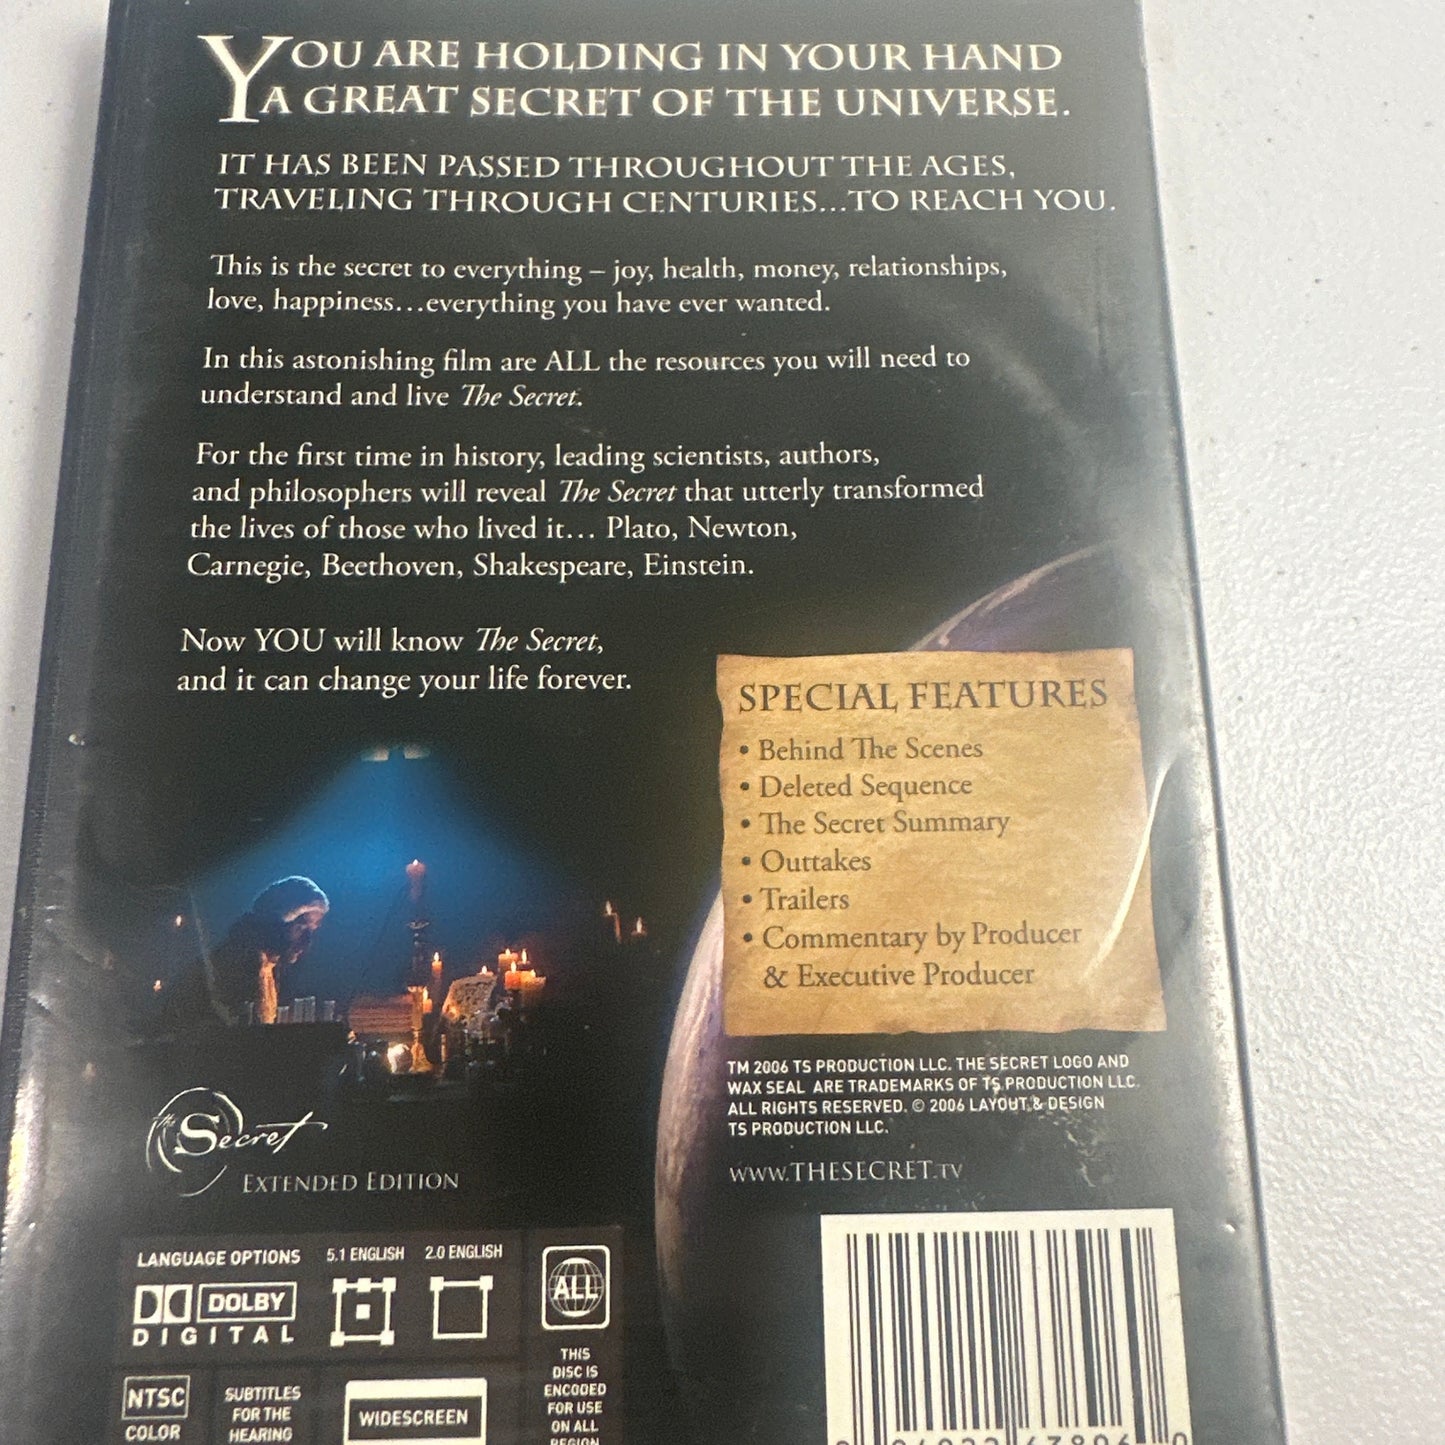 YOU ARE HOLDING IN YOUR HAND
A GREAT SECRET OF THE UNIVERSE.
IT HAS BEEN PASSED THROUGHOUT THE AGES,
TRAVELING THROUGH CENTURIES...TO REACH YOU.
This is the secret to everything – joy, health, money, relationships,
love, happiness...everything you have ever wanted.
In this astonishing film are ALL the resources you will need to
understand and live The Secret.
For the first time in history, leading scientists, authors,
and philosophers will reveal The Secret that utterly transformed
the lives of those who lived it... Plato, Newton,
Carnegie, Beethoven, Shakespeare, Einstein.
Now YOU will know The Secret,
and it can change your life forever.
SPECIAL FEATURES
• Behind The Scenes
• Deleted Sequence
• The Secret Summary
• Outtakes
• Trailers
• Commentary by Producer
& Executive Producer
TM 2006 TS PRODUCTION LLC. THE SECRET LOGO AND
WAX SEAL ARE TRADEMARKS OF TS PRODUCTION LLC.
ALL RIGHTS RESERVED. © 2006 LAYOUT & DESIGN
TS PRODUCTION LLC.
WWW.THESECRET.TV
the Secret
EXTENDED EDITION
LANGUAGE OPTIONS
5.1 ENGLISH
2.0 ENGLISH
DOLBY
DIGITAL
ALL
THIS
DISC IS
ENCODED
FOR USE
ON ALL
REGION
NTSC
COLOR
SUBTITLES
FOR THE
HEARING
WIDESCREEN